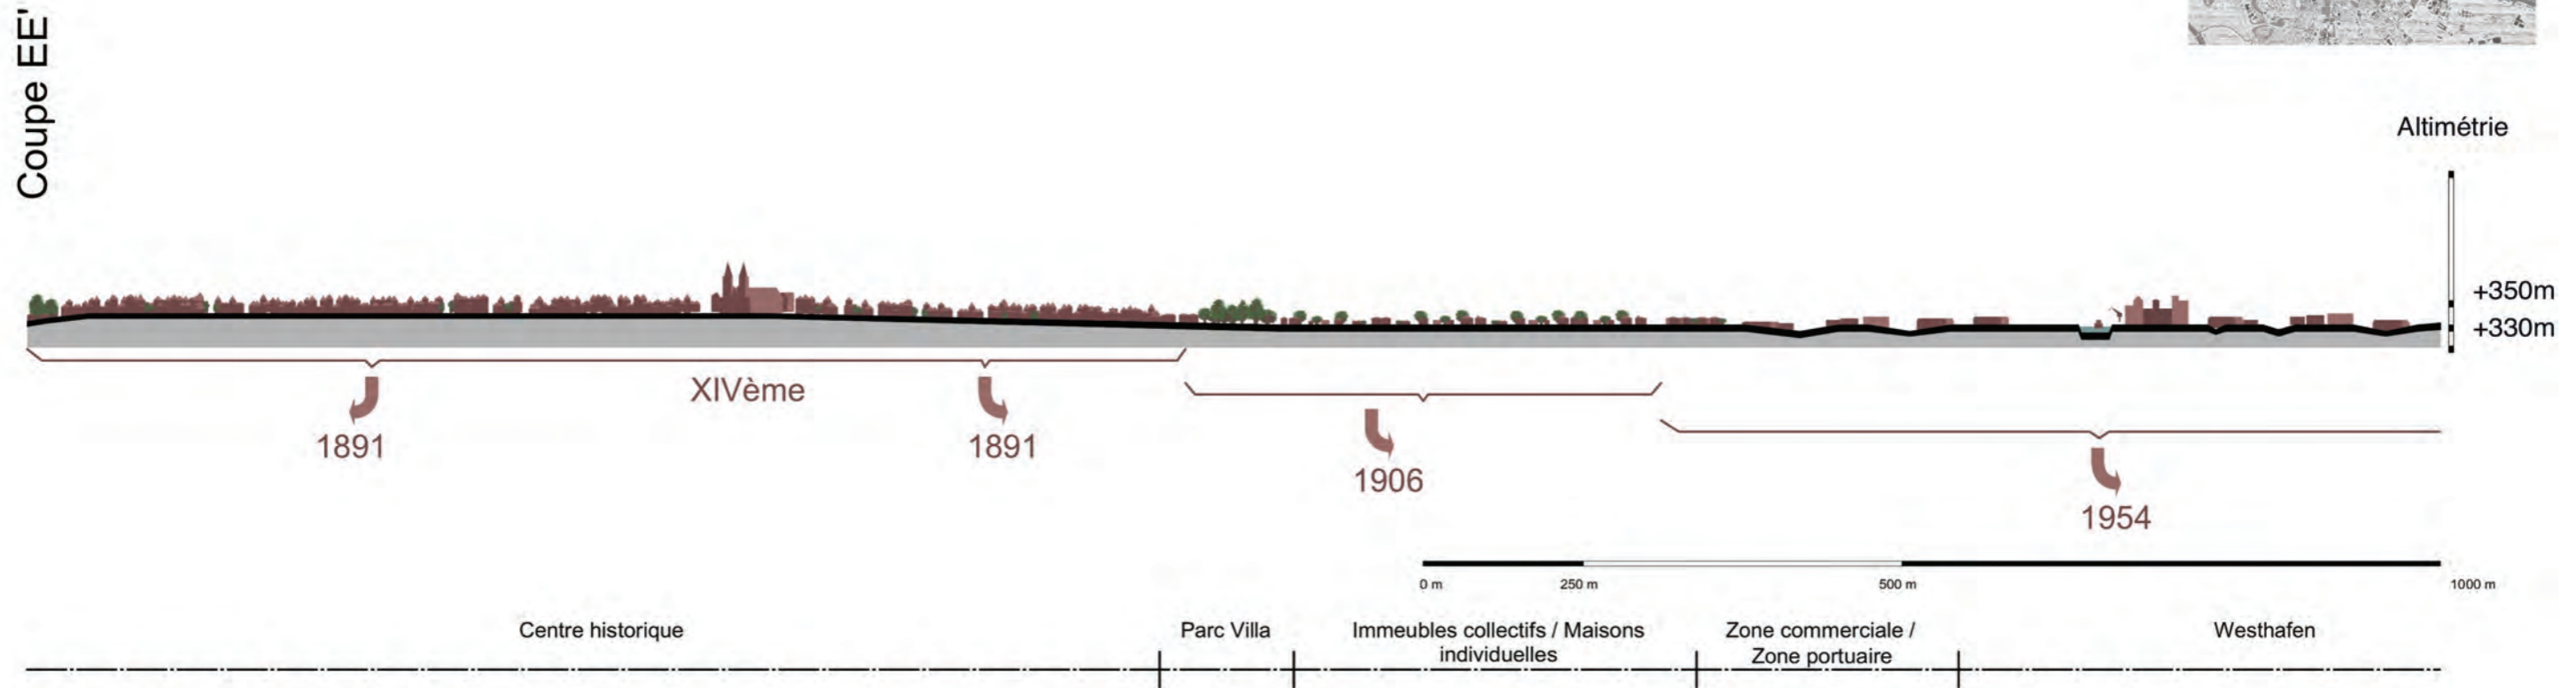 Coupe EE'
Altimétrie
+350m
+330m
XIVème
1891
1891
1906
1954
0 m
250 m
500 m
1000 m
Centre historique
Parc Villa
Immeubles collectifs / Maisons
individuelles
Zone commerciale /
Zone portuaire
Westhafen